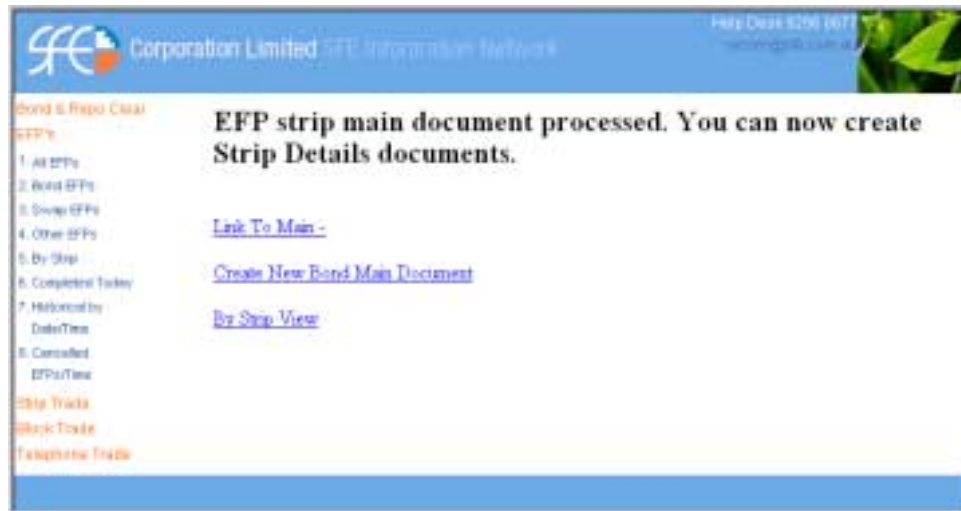 SFE Corporation Limited SFE Information Network
Help Desk 9256 0677
Bond & Repo Clear
EFP's
1. All EFPs
2. Bond EFPs
3. Swap EFPs
4. Other EFPs
5. By Strip
6. Completed Today
7. Historical by
Date/Time
8. Cancelled
EFPs/Time
Strip Trade
Block Trade
Telephone Trade
EFP strip main document processed. You can now create
Strip Details documents.
Link To Main -
Create New Bond Main Document
By Strip View